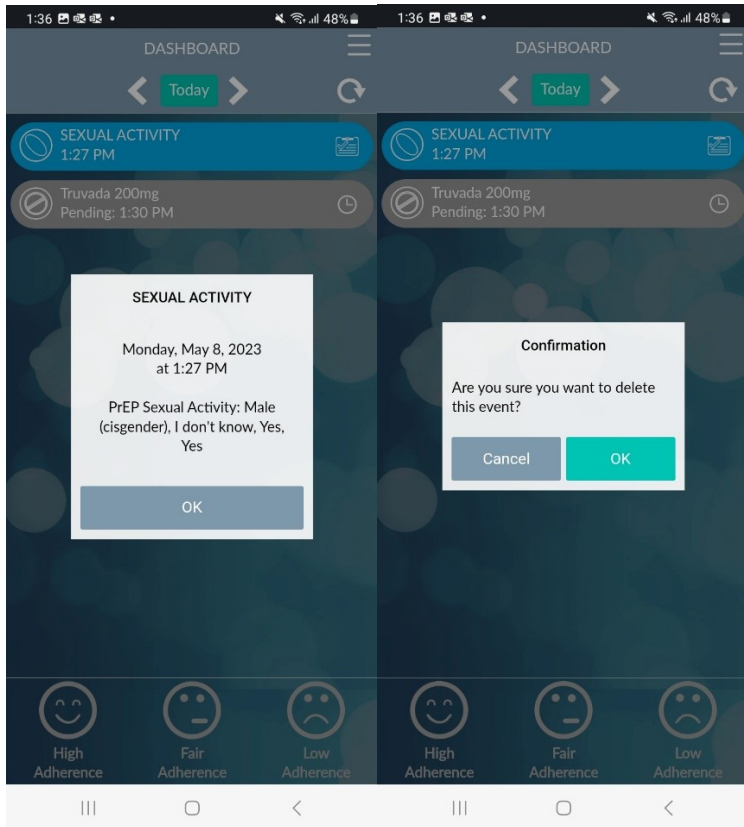 1:36 48%
DASHBOARD
Today
SEXUAL ACTIVITY
1:27 PM
Truvada 200mg
Pending: 1:30 PM
SEXUAL ACTIVITY
Monday, May 8, 2023
at 1:27 PM
PrEP Sexual Activity: Male
(cisgender), I don't know, Yes,
Yes
OK
High
Adherence
Fair
Adherence
Low
Adherence
1:36 48%
DASHBOARD
Today
SEXUAL ACTIVITY
1:27 PM
Truvada 200mg
Pending: 1:30 PM
Confirmation
Are you sure you want to delete
this event?
Cancel OK
High
Adherence
Fair
Adherence
Low
Adherence